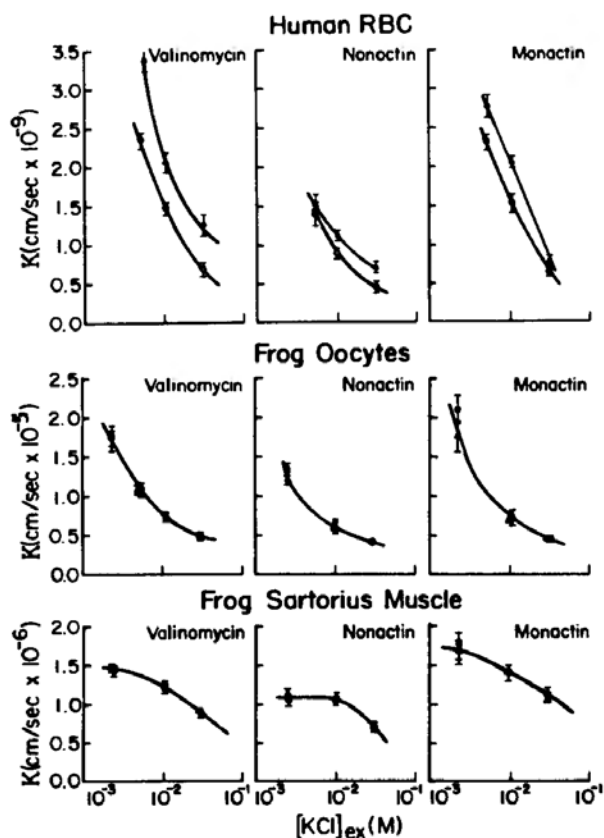 Human RBC
Valinomycin Nonoctin Monactin
K(cm/sec x 10⁻⁹)
3.5
3.0
2.5
2.0
1.5
1.0
0.5
0.0
Frog Oocytes
Valinomycin Nonactin Monactin
K(cm/sec x 10⁻⁵)
2.5
2.0
1.5
1.0
0.5
0.0
Frog Sartorius Muscle
Valinomycin Nonactin Monactin
K(cm/sec x 10⁻⁶)
2.0
1.5
1.0
0.5
0.0
10⁻³ 10⁻² 10⁻¹ 10⁻³ 10⁻² 10⁻¹ 10⁻³ 10⁻² 10⁻¹
[KCl]ex(M)